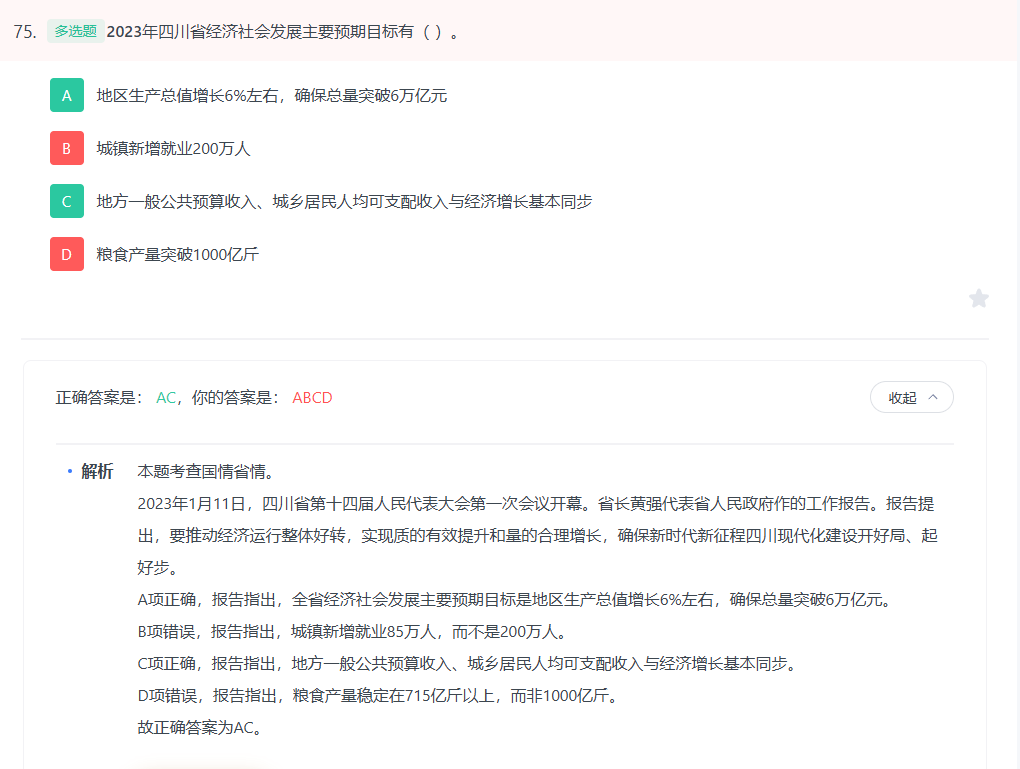 75. 多选题 2023年四川省经济社会发展主要预期目标有（ ）。
A 地区生产总值增长6%左右，确保总量突破6万亿元
B 城镇新增就业200万人
C 地方一般公共预算收入、城乡居民人均可支配收入与经济增长基本同步
D 粮食产量突破1000亿斤
正确答案是： AC，你的答案是： ABCD
收起
解析 本题考查国情省情。
2023年1月11日，四川省第十四届人民代表大会第一次会议开幕。省长黄强代表省人民政府作的工作报告。报告提
出，要推动经济运行整体好转，实现质的有效提升和量的合理增长，确保新时代新征程四川现代化建设开好局、起
好步。
A项正确，报告指出，全省经济社会发展主要预期目标是地区生产总值增长6%左右，确保总量突破6万亿元。
B项错误，报告指出，城镇新增就业85万人，而不是200万人。
C项正确，报告指出，地方一般公共预算收入、城乡居民人均可支配收入与经济增长基本同步。
D项错误，报告指出，粮食产量稳定在715亿斤以上，而非1000亿斤。
故正确答案为AC。